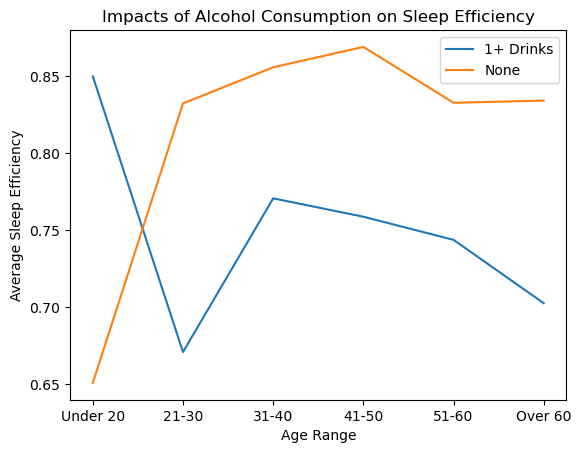 Impacts of Alcohol Consumption on Sleep Efficiency
1+ Drinks
None
0.85
0.80
0.75
0.70
0.65
Average Sleep Efficiency
Under 20 21-30 31-40 41-50 51-60 Over 60
Age Range